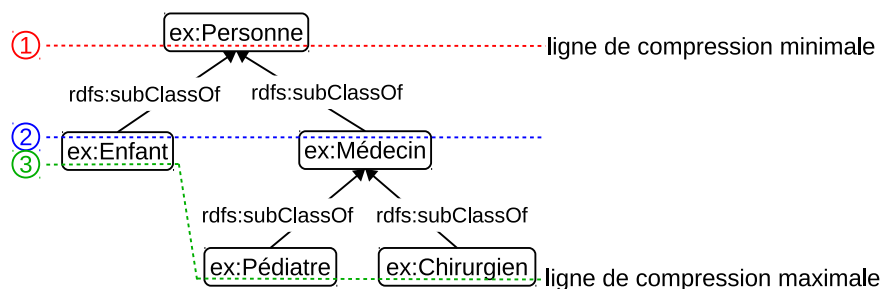 ex:Personne
① ligne de compression minimale
rdfs:subClassOf rdfs:subClassOf
②
ex:Enfant ex:Médecin
③
rdfs:subClassOf rdfs:subClassOf
ex:Pédiatre ex:Chirurgien
ligne de compression maximale